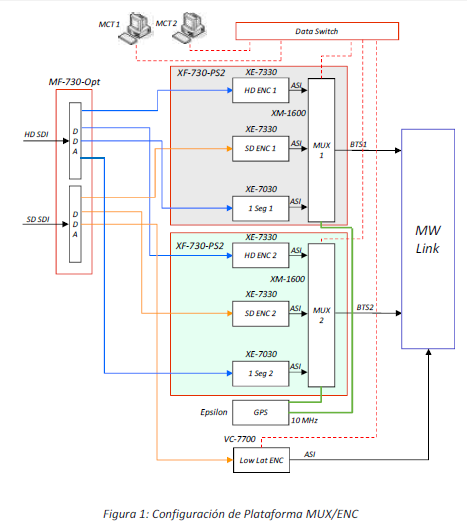 MCT 1
MCT 2
Data Switch
XF-730-PS2
XE-7330
MF-730-Opt
HD ENC 1
ASI
XM-1600
D
D
A
HD SDI
XE-7330
SD ENC 1
ASI
MUX
1
BTS1
XE-7030
1 Seg 1
ASI
MW
Link
D
D
A
SD SDI
XF-730-PS2
XE-7330
HD ENC 2
ASI
XM-1600
XE-7330
SD ENC 2
ASI
MUX
2
BTS2
XE-7030
1 Seg 2
ASI
Epsilon
GPS
10 MHz
VC-7700
Low Lat ENC
ASI
Figura 1: Configuración de Plataforma MUX/ENC